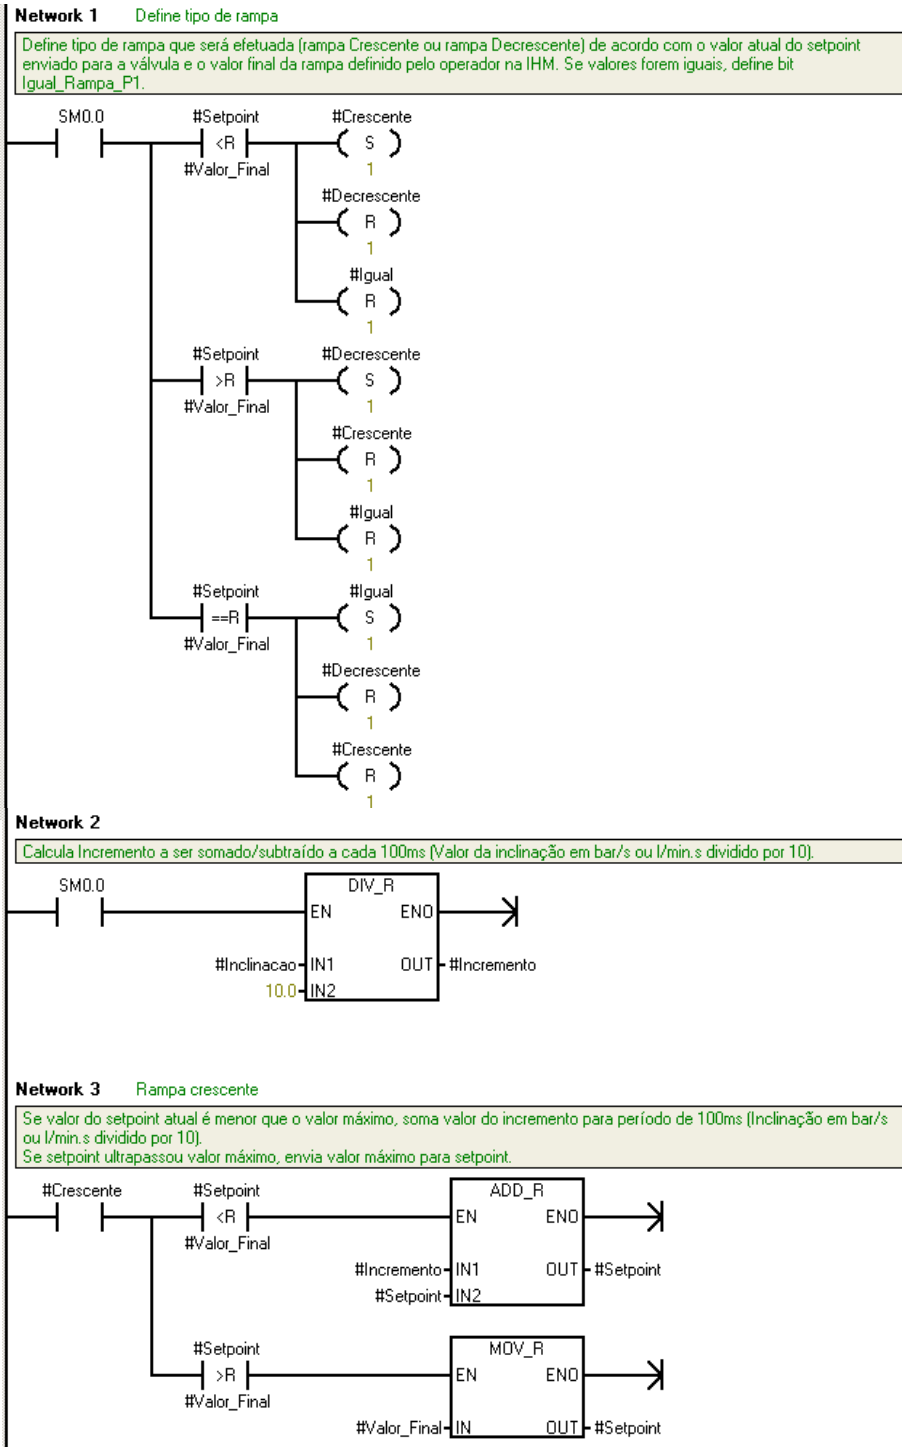 Network 1 Define tipo de rampa
Define tipo de rampa que será efetuada (rampa Crescente ou rampa Decrescente) de acordo com o valor atual do setpoint
enviado para a válvula e o valor final da rampa definido pelo operador na IHM. Se valores forem iguais, define bit
Igual_Rampa_P1.
SM0.0 #Setpoint #Crescente
<R S
#Valor_Final 1
#Decrescente
R
1
#Igual
R
1
#Setpoint #Decrescente
>R S
#Valor_Final 1
#Crescente
R
1
#Igual
R
1
#Setpoint #Igual
==R S
#Valor_Final 1
#Decrescente
R
1
#Crescente
R
1
Network 2
Calcula Incremento a ser somado/subtraído a cada 100ms (Valor da inclinação em bar/s ou l/min.s dividido por 10).
SM0.0 DIV_R
EN ENO
#Inclinacao IN1 OUT #Incremento
10.0 IN2
Network 3 Rampa crescente
Se valor do setpoint atual é menor que o valor máximo, soma valor do incremento para período de 100ms (Inclinação em bar/s
ou l/min.s dividido por 10).
Se setpoint ultrapassou valor máximo, envia valor máximo para setpoint.
#Crescente #Setpoint ADD_R
<R EN ENO
#Valor_Final
#Incremento IN1 OUT #Setpoint
#Setpoint IN2
#Setpoint MOV_R
>R EN ENO
#Valor_Final
#Valor_Final IN OUT #Setpoint